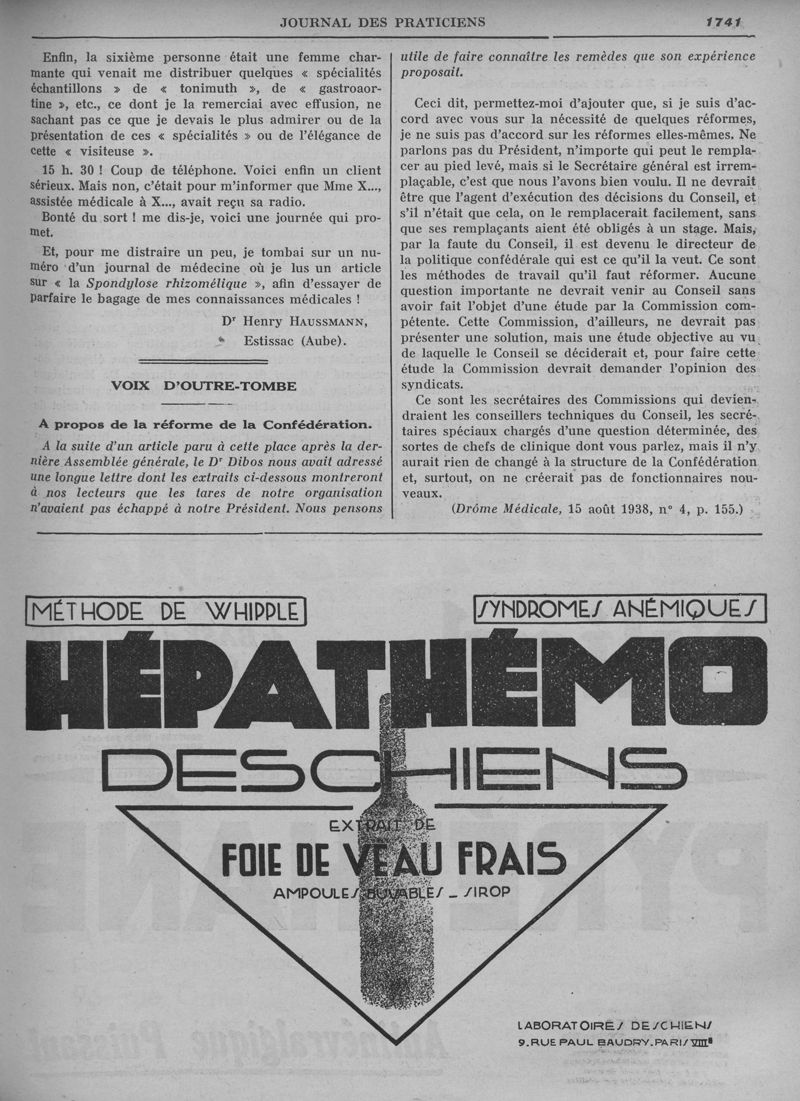 JOURNAL DES PRATICIENS 1741
Enfin, la sixième personne était une femme char-
mante qui venait me distribuer quelques « spécialités
échantillons » de « tonimuth », de « gastroaor-
tine », etc., ce dont je la remerciai avec effusion, ne
sachant pas ce que je devais le plus admirer ou de la
présentation de ces « spécialités » ou de l'élégance de
cette « visiteuse ».
15 h. 30 ! Coup de téléphone. Voici enfin un client
sérieux. Mais non, c'était pour m'informer que Mme X...,
assistée médicale à X..., avait reçu sa radio.
Bonté du sort ! me dis-je, voici une journée qui pro-
met.
Et, pour me distraire un peu, je tombai sur un nu-
méro d'un journal de médecine où je lus un article
sur « la Spondylose rhizomélique », afin d'essayer de
parfaire le bagage de mes connaissances médicales !
Dr Henry HAUSSMANN,
Estissac (Aube).
VOIX D'OUTRE-TOMBE
A propos de la réforme de la Confédération.
A la suite d'un article paru à cette place après la der-
nière Assemblée générale, le Dr Dibos nous avait adressé
une longue lettre dont les extraits ci-dessous montreront
à nos lecteurs que les tares de notre organisation
n'avaient pas échappé à notre Président. Nous pensons
utile de faire connaître les remèdes que son expérience
proposait.
Ceci dit, permettez-moi d'ajouter que, si je suis d'ac-
cord avec vous sur la nécessité de quelques réformes,
je ne suis pas d'accord sur les réformes elles-mêmes. Ne
parlons pas du Président, n'importe qui peut le rempla-
cer au pied levé, mais si le Secrétaire général est irrem-
plaçable, c'est que nous l'avons bien voulu. Il ne devrait
être que l'agent d'exécution des décisions du Conseil, et
s'il n'était que cela, on le remplacerait facilement, sans
que ses remplaçants aient été obligés à un stage. Mais,
par la faute du Conseil, il est devenu le directeur de
la politique confédérale qui est ce qu'il la veut. Ce sont
les méthodes de travail qu'il faut réformer. Aucune
question importante ne devrait venir au Conseil sans
avoir fait l'objet d'une étude par la Commission com-
pétente. Cette Commission, d'ailleurs, ne devrait pas
présenter une solution, mais une étude objective au vu
de laquelle le Conseil se déciderait et, pour faire cette
étude la Commission devrait demander l'opinion des
syndicats.
Ce sont les secrétaires des Commissions qui devien-
draient les conseillers techniques du Conseil, les secré-
taires spéciaux chargés d'une question déterminée, des
sortes de chefs de clinique dont vous parlez, mais il n'y
aurait rien de changé à la structure de la Confédération
et, surtout, on ne créerait pas de fonctionnaires nou-
veaux.
(Drôme Médicale, 15 août 1938, n° 4, p. 155.)
MÉTHODE DE WHIPPLE
SYNDROMES ANÉMIQUES
HÉPATHÉMO
DESCHIENS
EXTRAIT DE
FOIE DE VEAU FRAIS
AMPOULES BUVABLES _ SIROP
LABORATOIRES DESCHIENS
9.RUE PAUL BAUDRY.PARIS VIIIe